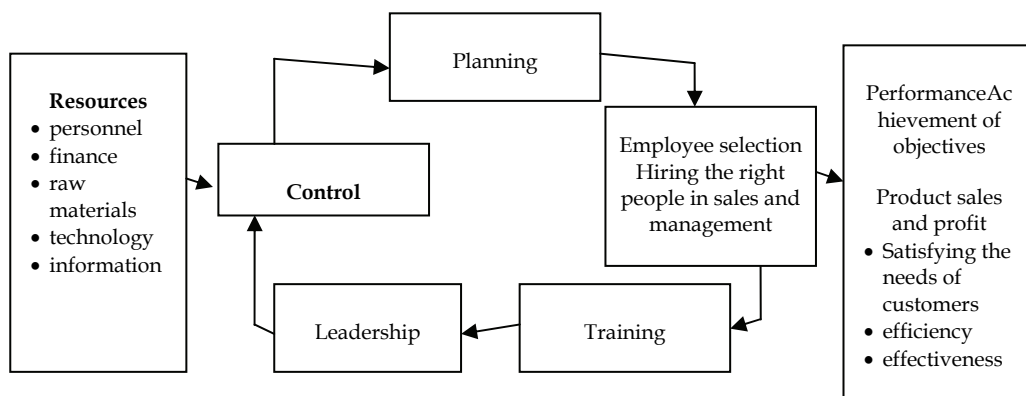 Resources
• personnel
• finance
• raw
materials
• technology
• information
Control
Planning
Employee selection
Hiring the right
people in sales and
management
Training
Leadership
PerformanceAc
hievement of
objectives
Product sales
and profit
• Satisfying the
needs of
customers
• efficiency
• effectiveness